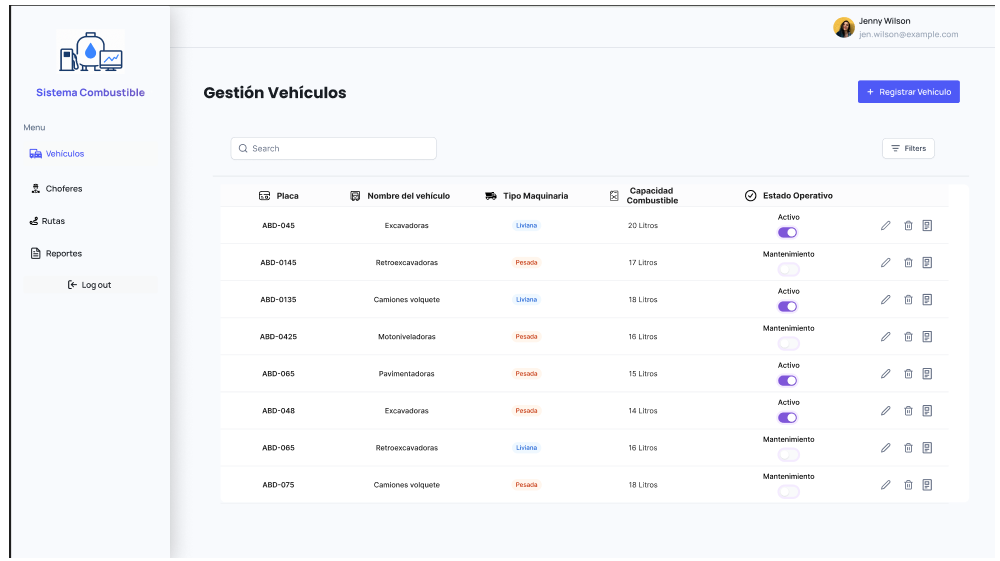 Jenny Wilson
jen.wilson@example.com
Sistema Combustible
Menu
Vehículos
Choferes
Rutas
Reportes
Log out
Gestión Vehículos
+ Registrar Vehículo
Search
Filters
Placa Nombre del vehículo Tipo Maquinaria Capacidad Combustible Estado Operativo
ABD-045 Excavadoras Liviana 20 Litros Activo
ABD-0145 Retroexcavadoras Pesada 17 Litros Mantenimiento
ABD-0135 Camiones volquete Liviana 18 Litros Activo
ABD-0425 Motoniveladoras Pesada 16 Litros Mantenimiento
ABD-065 Pavimentadoras Pesada 15 Litros Activo
ABD-048 Excavadoras Pesada 14 Litros Activo
ABD-065 Retroexcavadoras Liviana 16 Litros Mantenimiento
ABD-075 Camiones volquete Pesada 18 Litros Mantenimiento